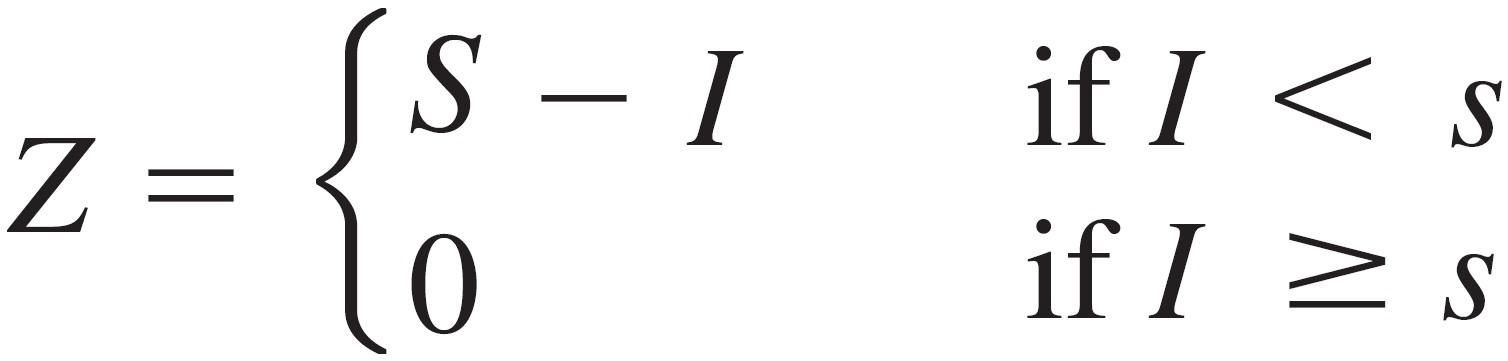 Z = { S − I if I < s
0 if I ≥ s